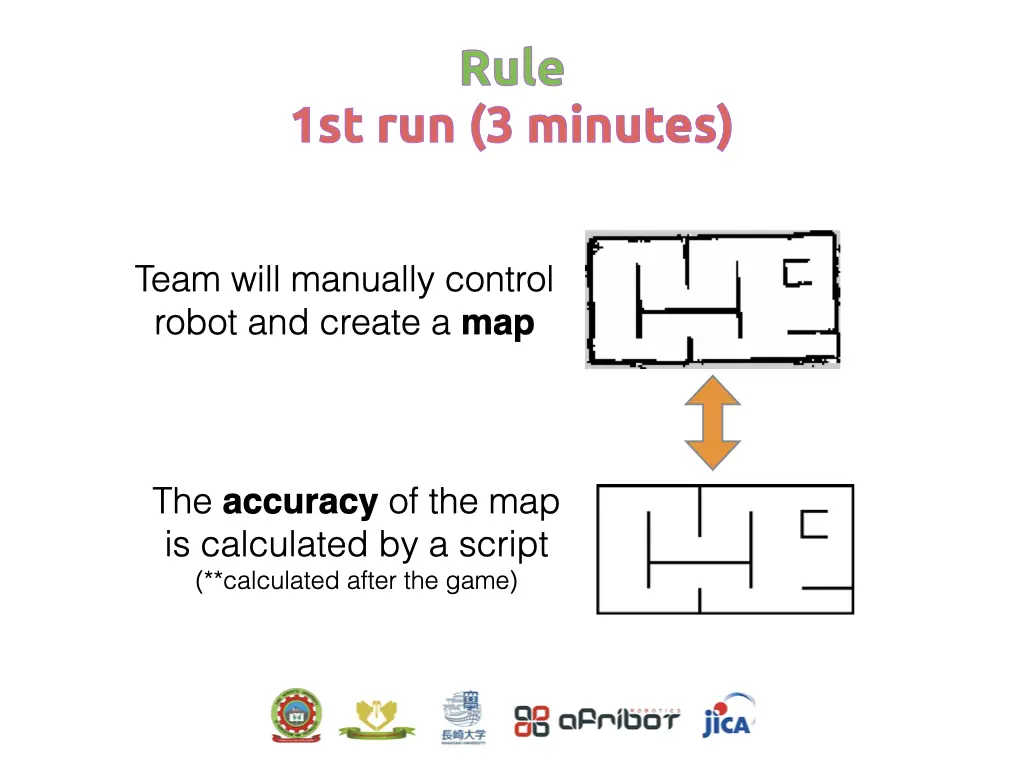 Rule
1st run (3 minutes)
Team will manually control
robot and create a map
The accuracy of the map
is calculated by a script
(**calculated after the game)
長崎大学
NAGASAKI UNIVERSITY
ROBOTICS
aFribot
jICA